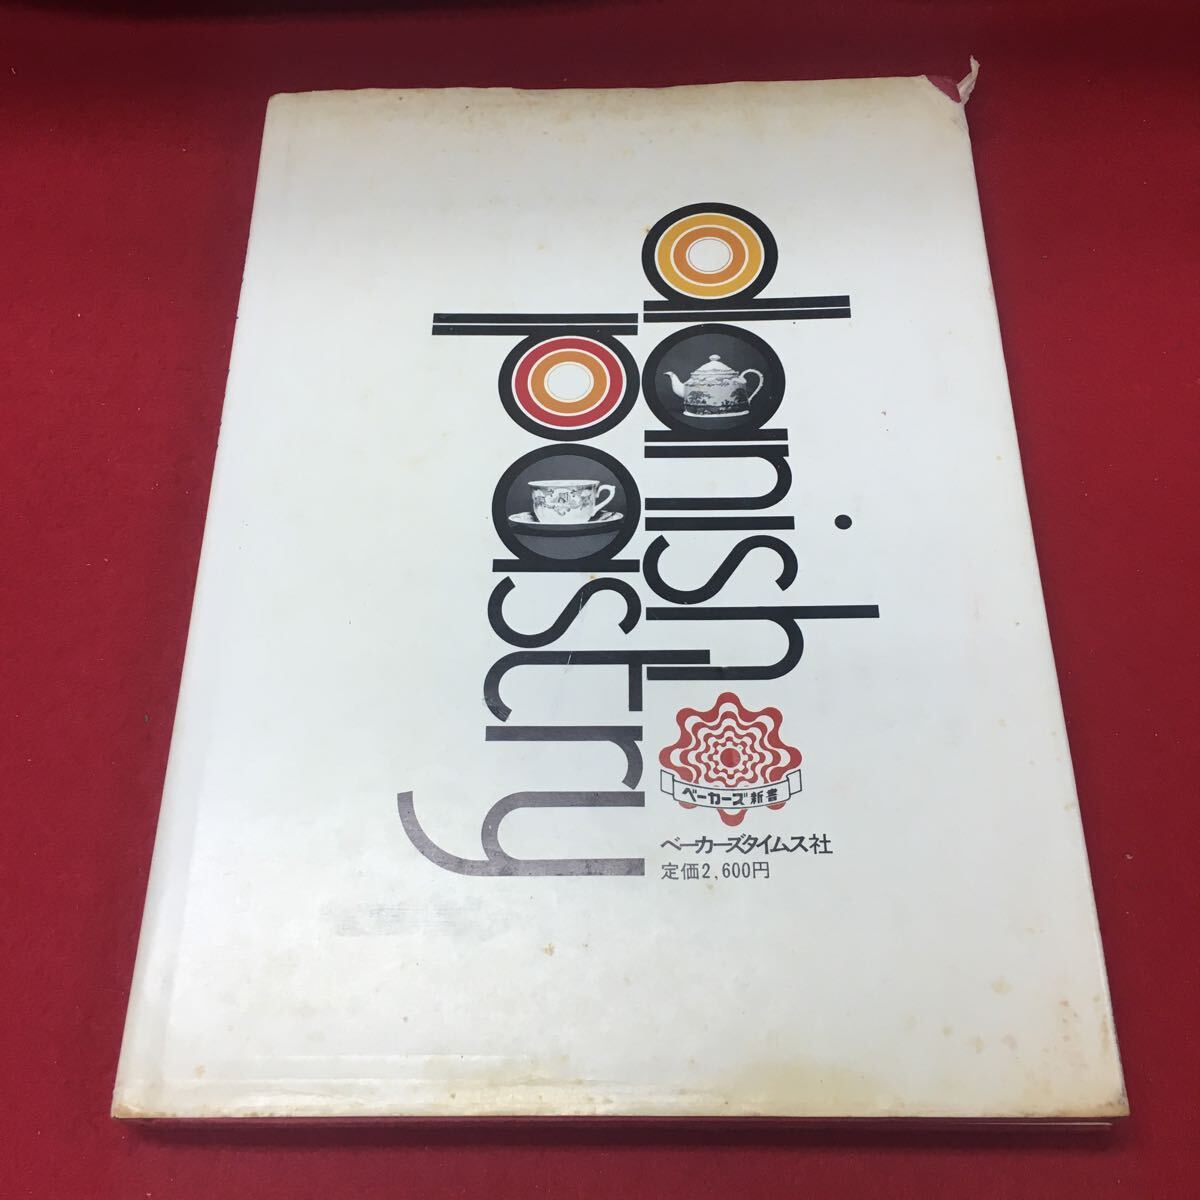 danish
pastry
ベーカーズ新書
ベーカーズタイムス社
定価2,600円